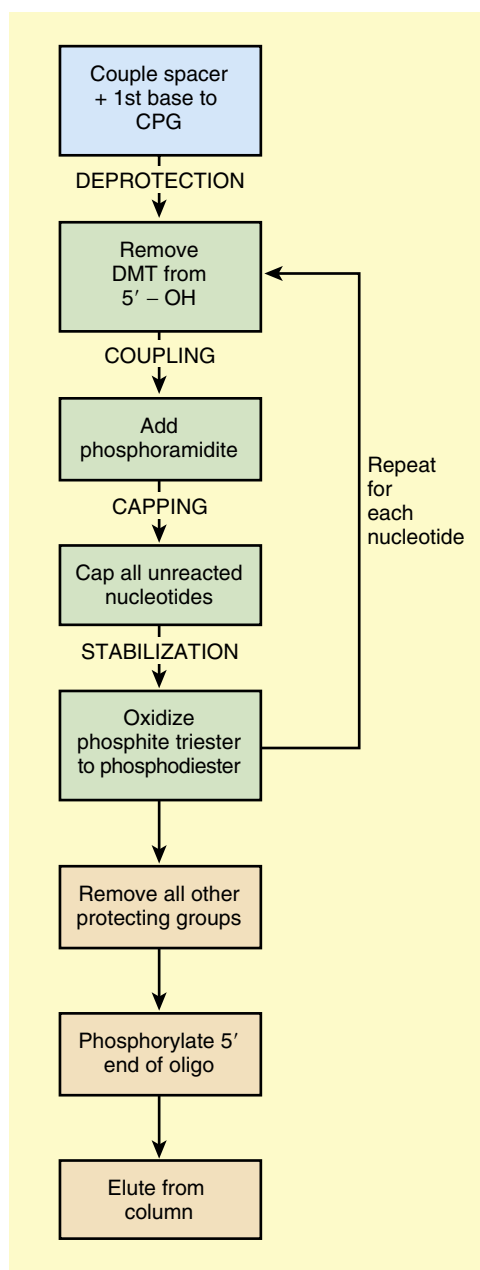 Couple spacer
+ 1st base to
CPG
DEPROTECTION
Remove
DMT from
5′ – OH
COUPLING
Add
phosphoramidite
CAPPING
Cap all unreacted
nucleotides
STABILIZATION
Oxidize
phosphite triester
to phosphodiester
Repeat
for
each
nucleotide
Remove all other
protecting groups
Phosphorylate 5′
end of oligo
Elute from
column